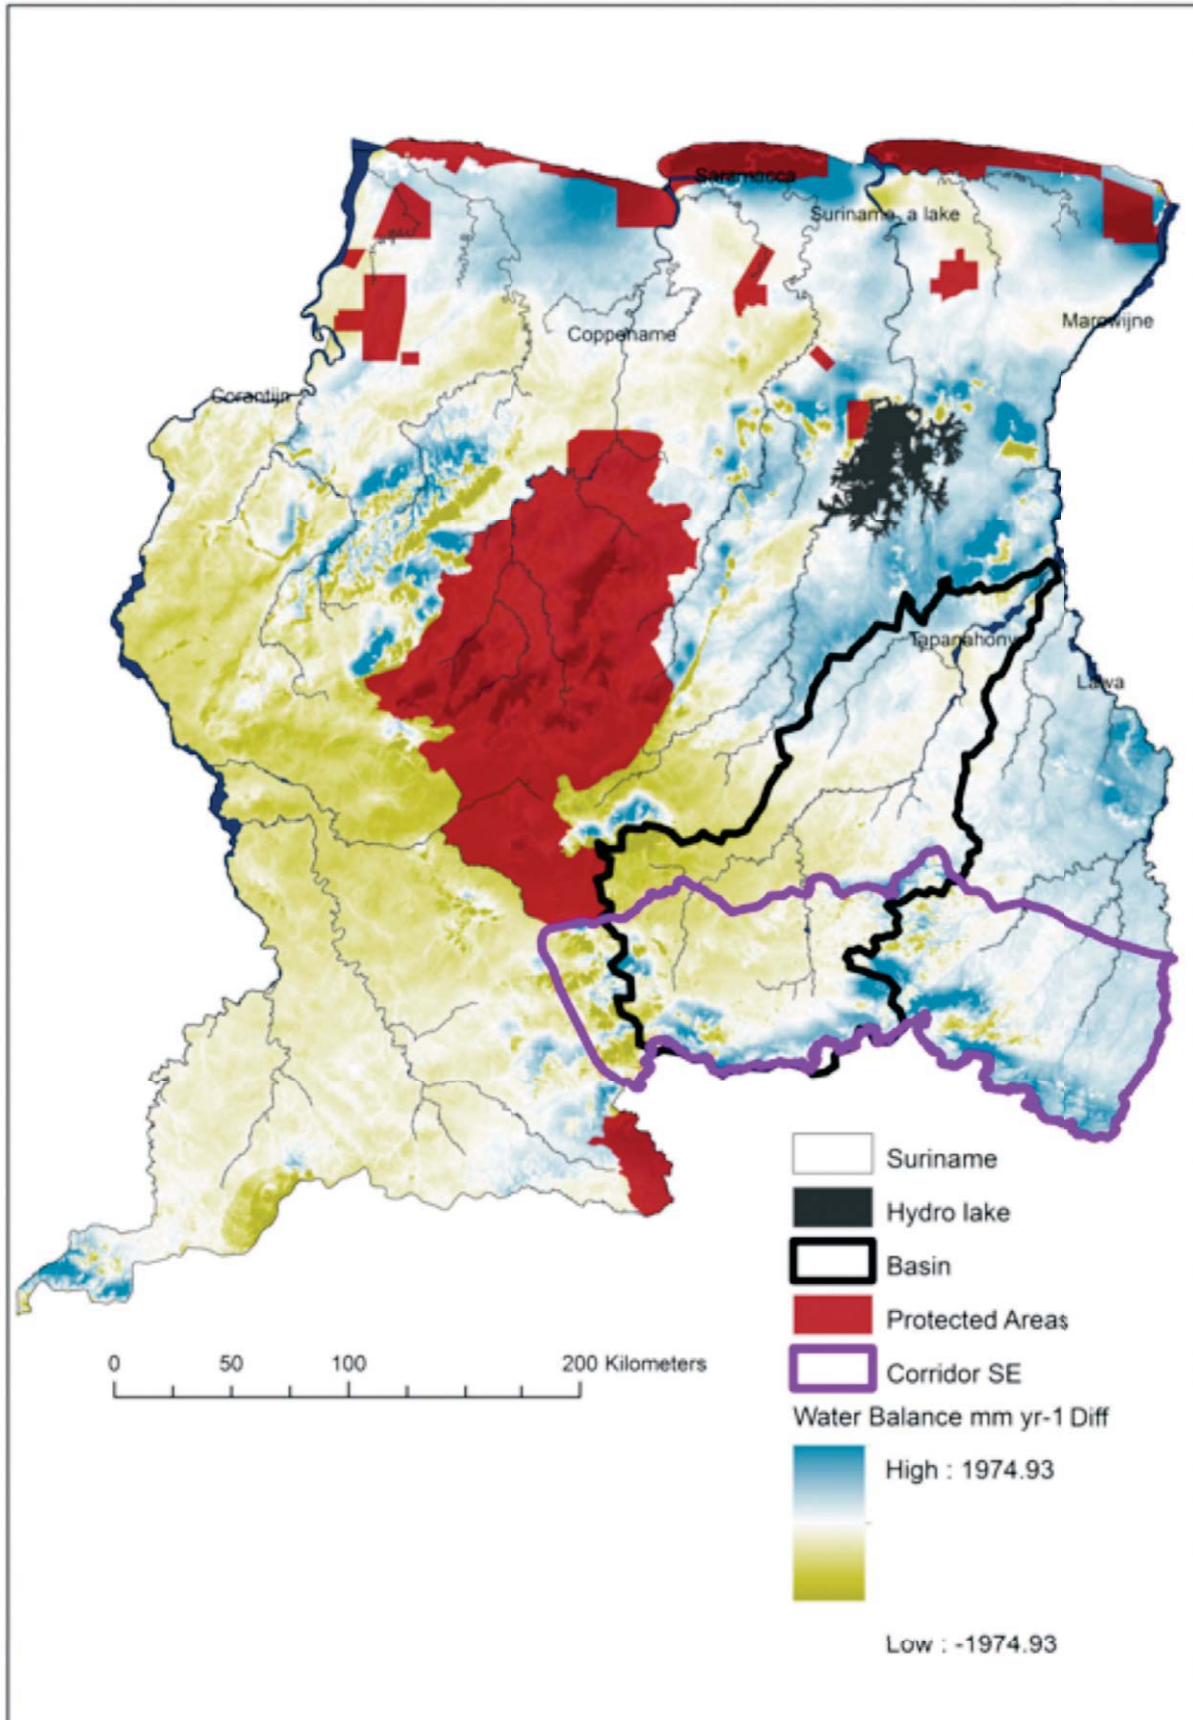 Saramacca
Suriname, a lake
Marowijne
Coppename
Corantijn
Tapanahony
Lawa
Suriname
Hydro lake
Basin
Protected Areas
Corridor SE
0 50 100 200 Kilometers
Water Balance mm yr-1 Diff
High : 1974.93
Low : -1974.93